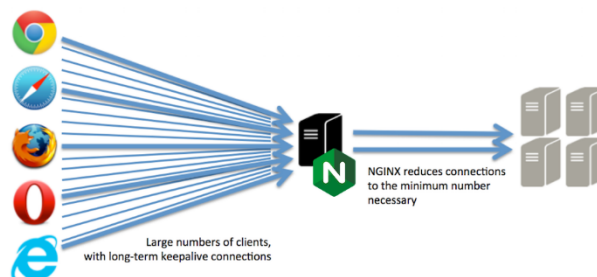 N
NGINX reduces connections
to the minimum number
necessary
Large numbers of clients,
with long-term keepalive connections